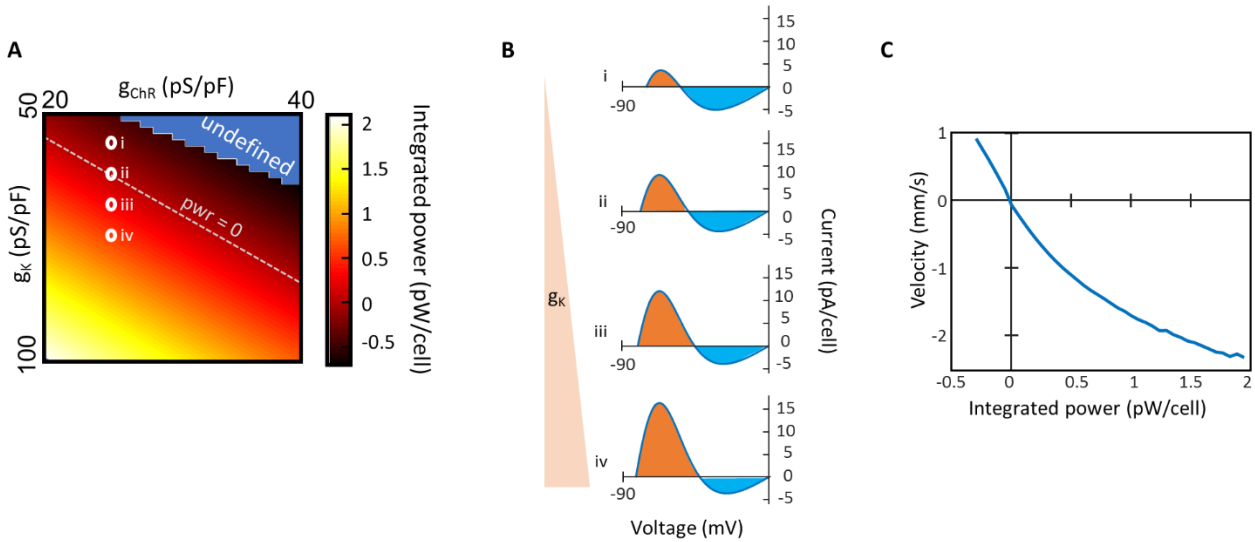 A
g_ChR (pS/pF)
20
40
50
100
g_K (pS/pF)
undefined
pwr = 0
i
ii
iii
iv
2
1.5
1
0.5
0
-0.5
Integrated power (pW/cell)
B
g_K
i
-90
15
10
5
0
-5
ii
-90
15
10
5
0
-5
iii
-90
15
10
5
0
-5
iv
-90
15
10
5
0
-5
Current (pA/cell)
Voltage (mV)
C
Velocity (mm/s)
1
0
-1
-2
-0.5
0
0.5
1
1.5
2
Integrated power (pW/cell)